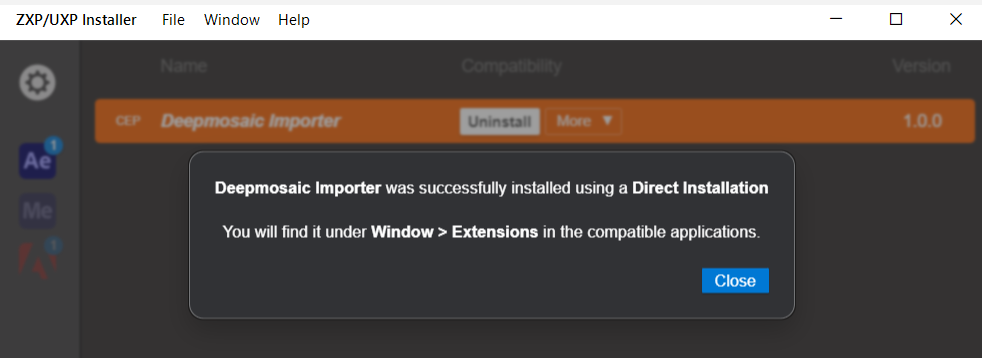 ZXP/UXP Installer File Window Help
Name Compatibility Version
CEP Deepmosaic Importer Uninstall More ▼ 1.0.0
Ae 1
Me
1
Deepmosaic Importer was successfully installed using a Direct Installation
You will find it under Window > Extensions in the compatible applications.
Close